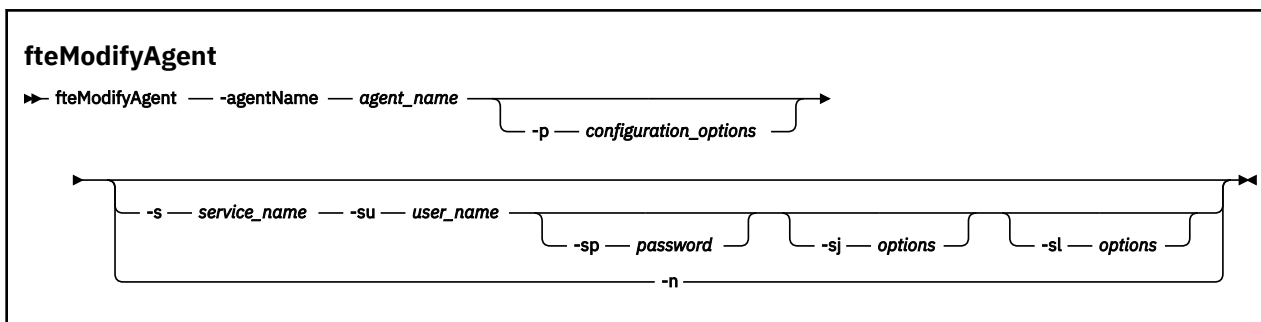 fteModifyAgent
fteModifyAgent -agentName agent_name
-p configuration_options
-s service_name -su user_name
-sp password -sj options -sl options
-n